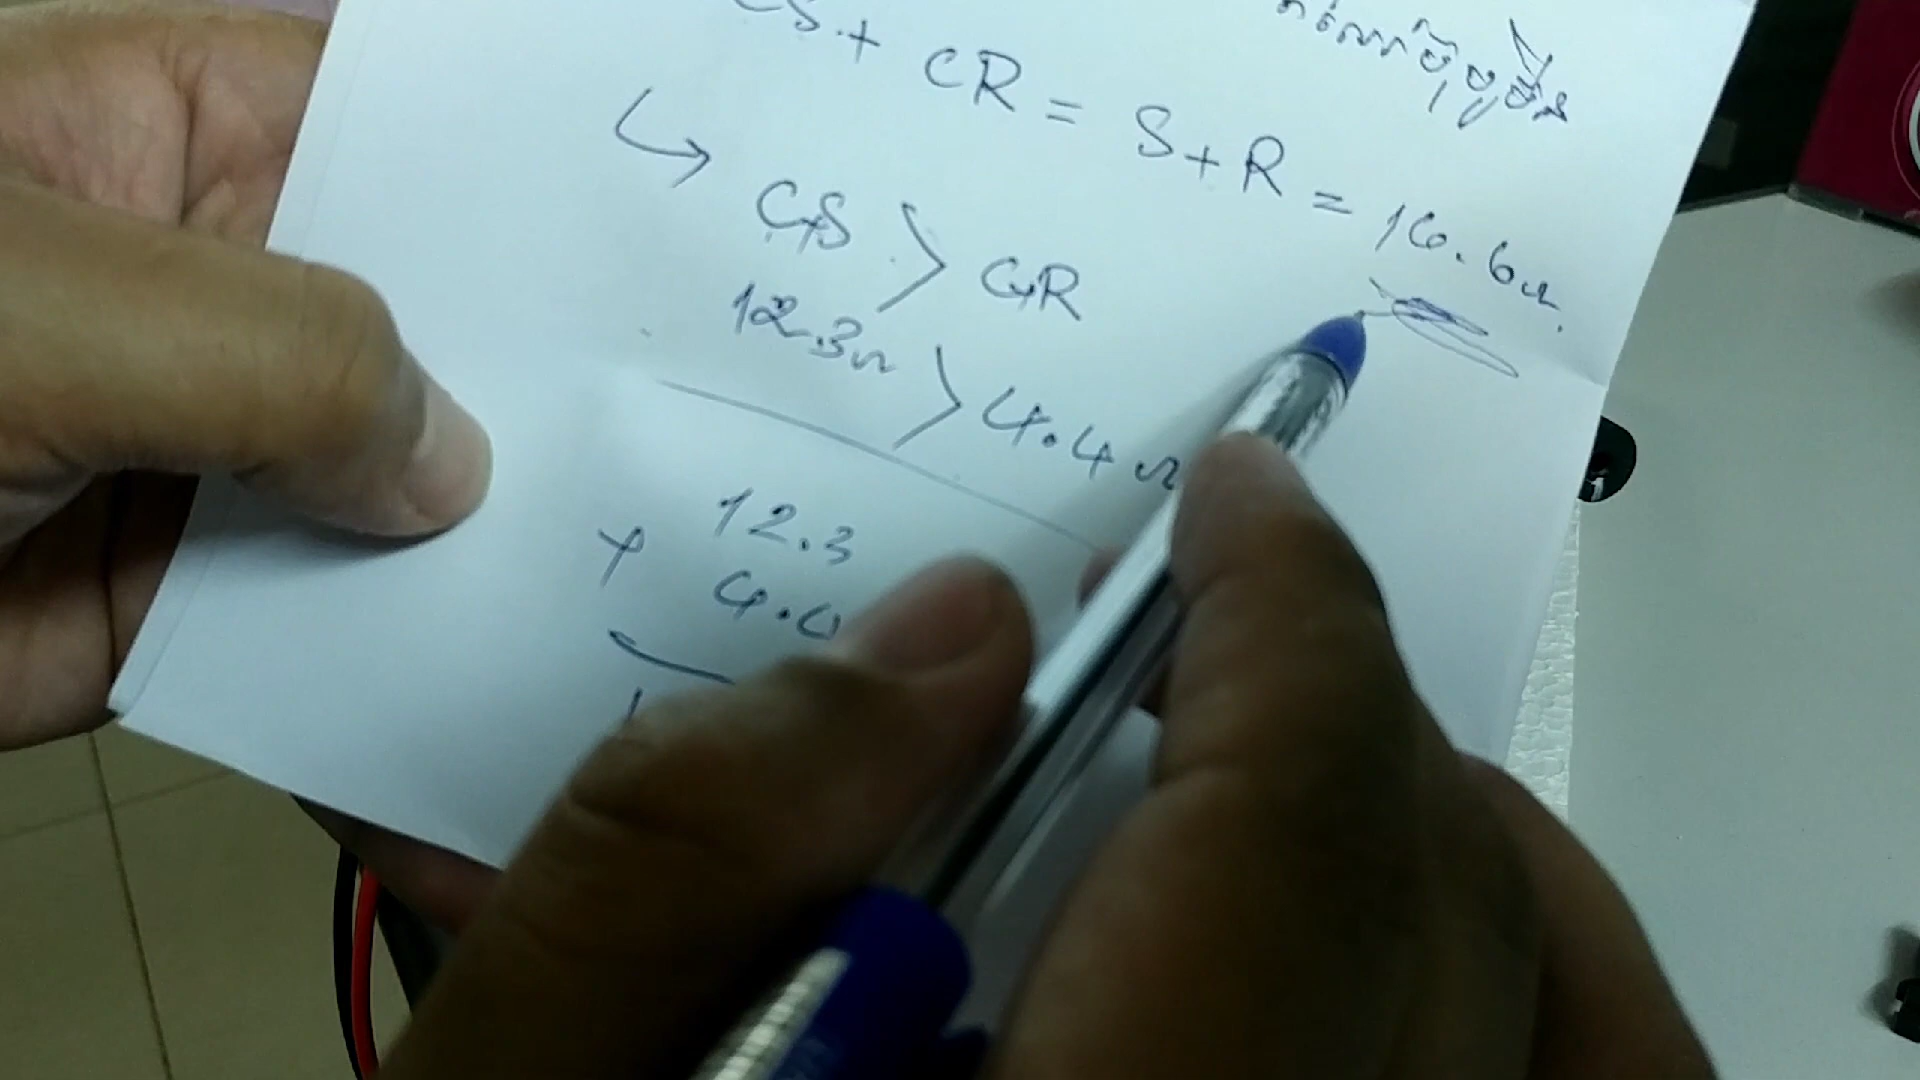 CS + CR = S+R = 16.6Ω
CS > CR
12.3Ω > 4.4Ω
12.3
+ 4.4